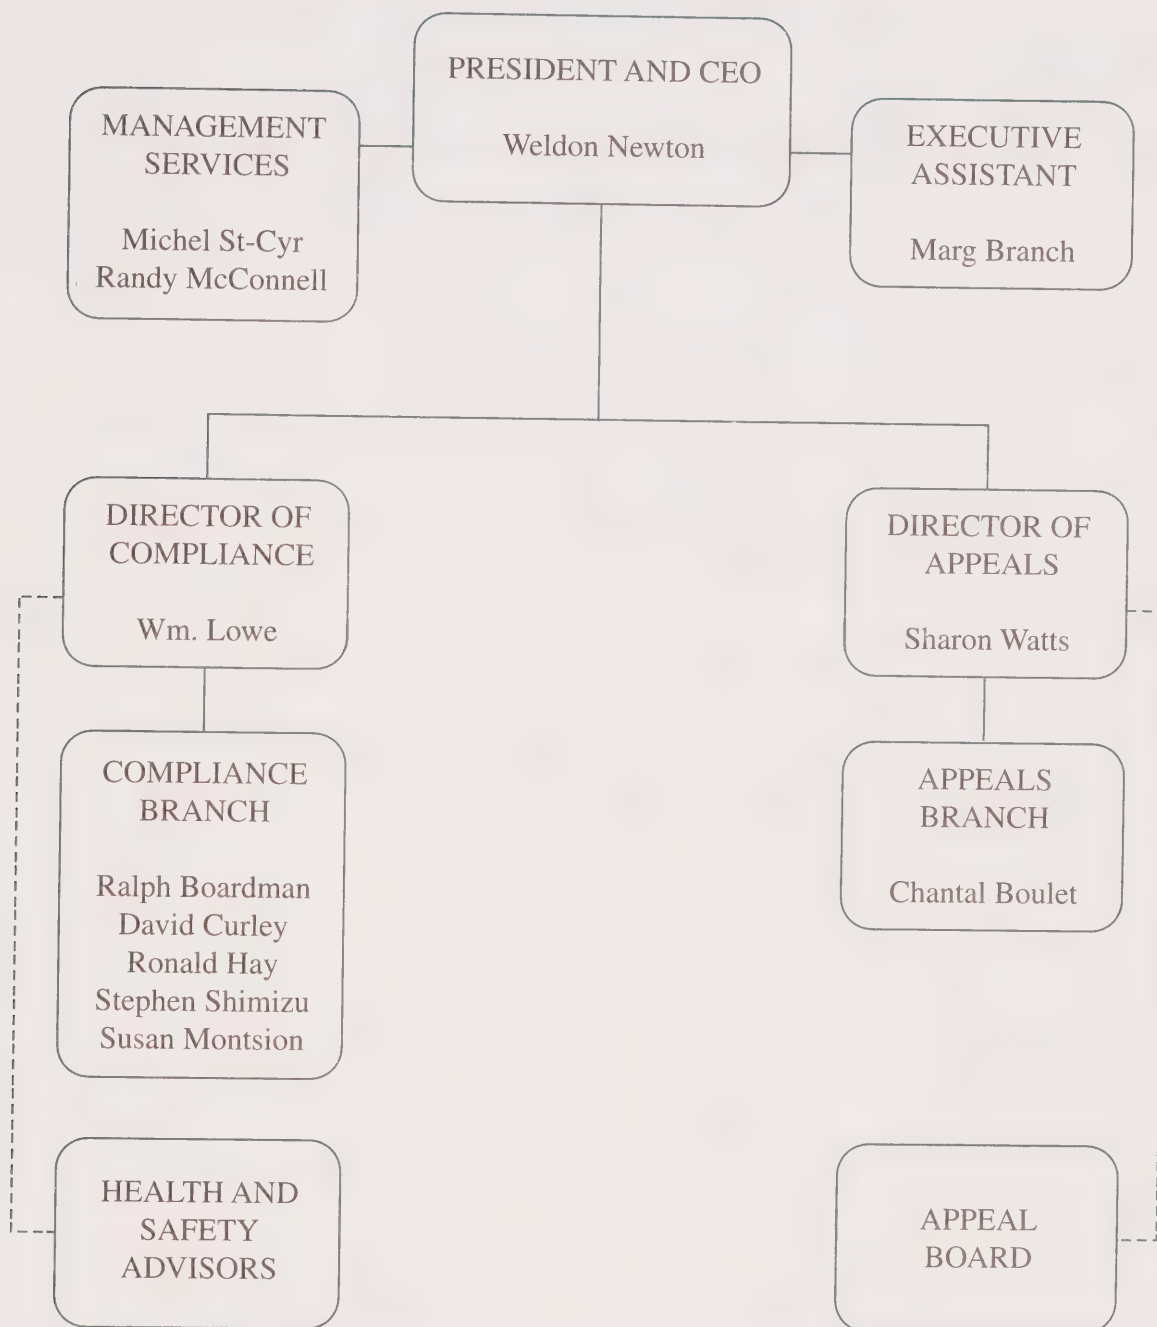 PRESIDENT AND CEO
Weldon Newton
MANAGEMENT
SERVICES
Michel St-Cyr
Randy McConnell
EXECUTIVE
ASSISTANT
Marg Branch
DIRECTOR OF
COMPLIANCE
Wm. Lowe
DIRECTOR OF
APPEALS
Sharon Watts
COMPLIANCE
BRANCH
Ralph Boardman
David Curley
Ronald Hay
Stephen Shimizu
Susan Montsion
APPEALS
BRANCH
Chantal Boulet
HEALTH AND
SAFETY
ADVISORS
APPEAL
BOARD